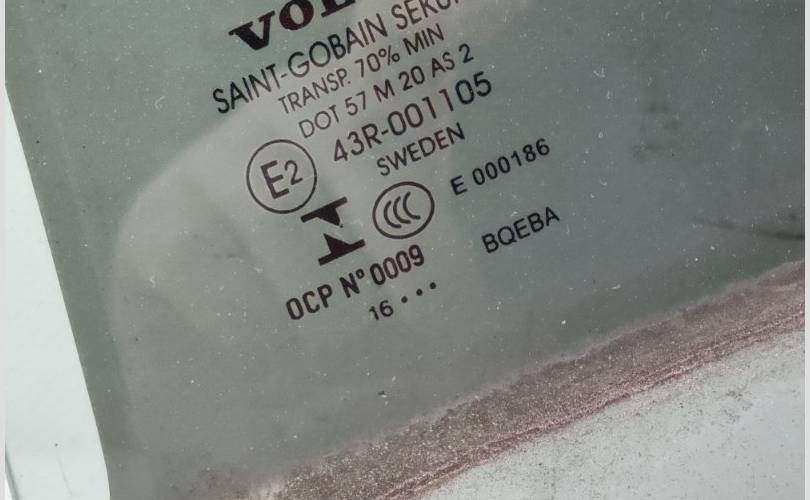 SAINT-GOBAIN
TRANSP. 70% MIN
DOT 57 M 20 AS 2
E2 43R-001105
SWEDEN
CCC E 000186
OCP N° 0009 BQEBA
16 • • •